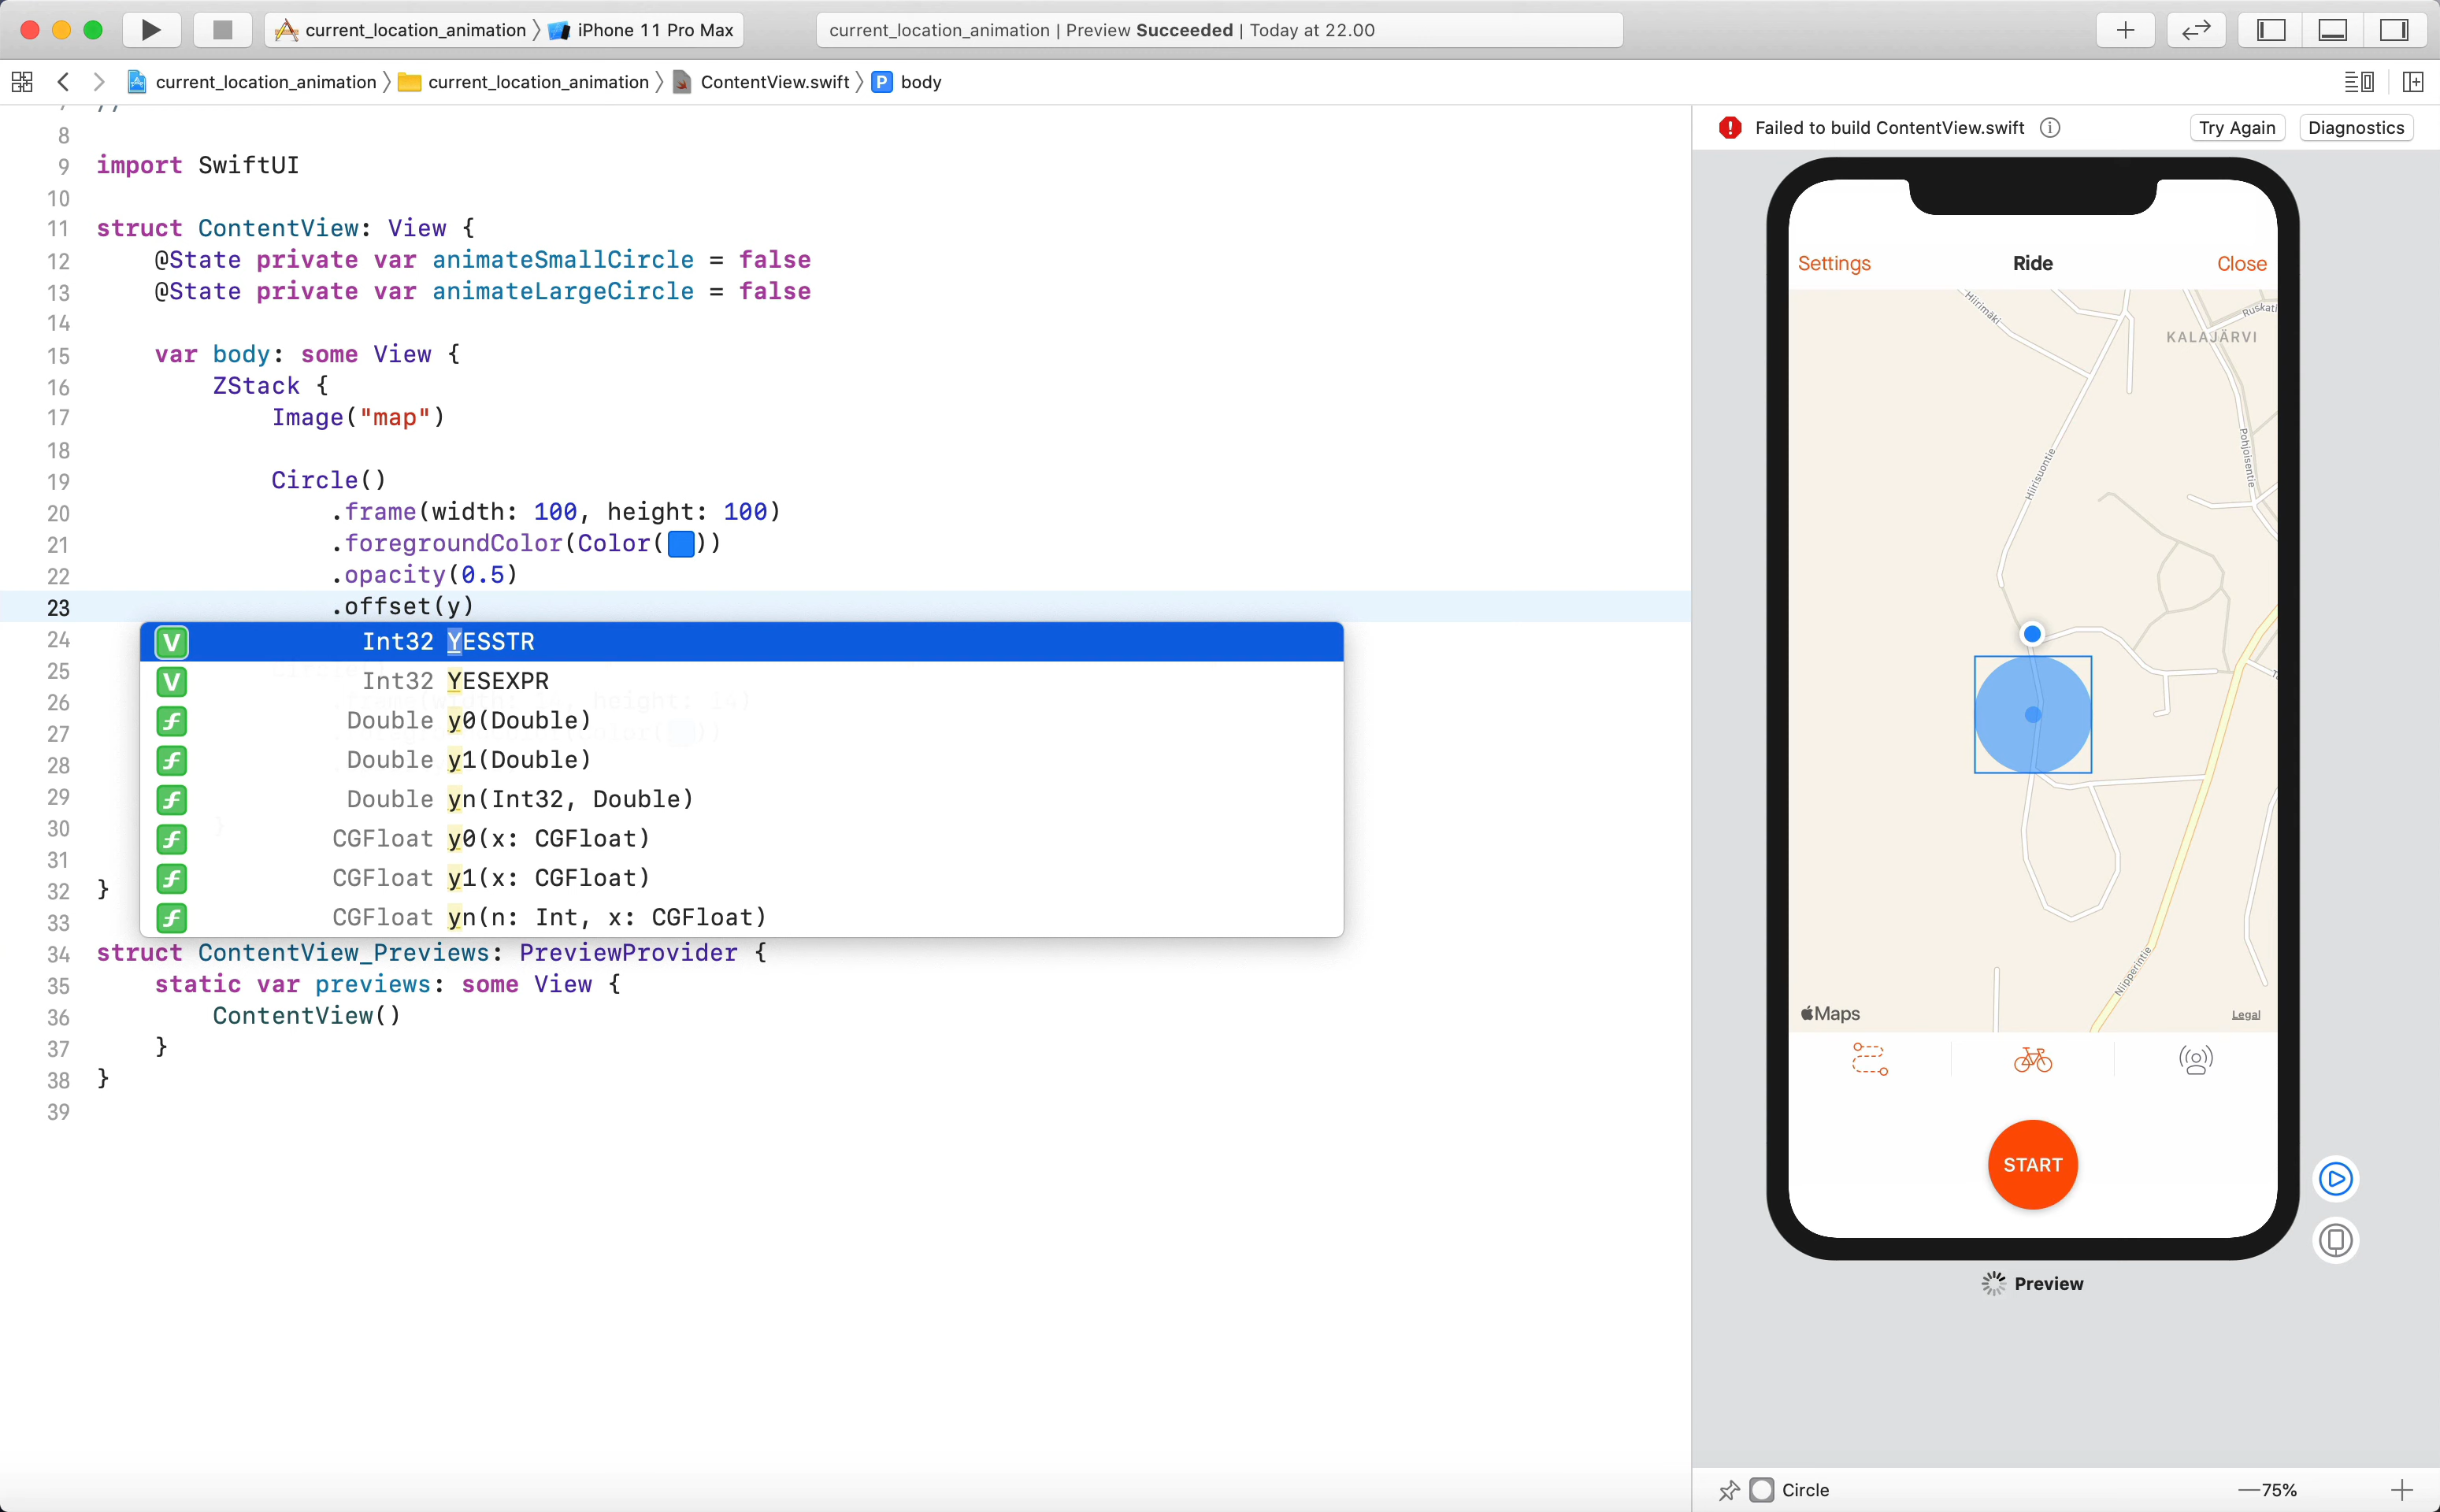 current_location_animation iPhone 11 Pro Max
current_location_animation | Preview Succeeded | Today at 22.00
current_location_animation current_location_animation ContentView.swift P body
8
9 import SwiftUI
10
11 struct ContentView: View {
12 @State private var animateSmallCircle = false
13 @State private var animateLargeCircle = false
14
15 var body: some View {
16 ZStack {
17 Image("map")
18
19 Circle()
20 .frame(width: 100, height: 100)
21 .foregroundColor(Color())
22 .opacity(0.5)
23 .offset(y)
24
25
26
27
28
29
30
31
32 }
33
V Int32 YESSTR
V Int32 YESEXPR
f Double y0(Double)
f Double y1(Double)
f Double yn(Int32, Double)
f CGFloat y0(x: CGFloat)
f CGFloat y1(x: CGFloat)
f CGFloat yn(n: Int, x: CGFloat)
34 struct ContentView_Previews: PreviewProvider {
35 static var previews: some View {
36 ContentView()
37 }
38 }
39
Failed to build ContentView.swift Try Again Diagnostics
Settings Ride Close
Hiirimäki
Ruskati
KALAJÄRVI
Pohjoisentie
Hiirisuontie
Niipperintie
Maps Legal
START
Preview
Circle 75%